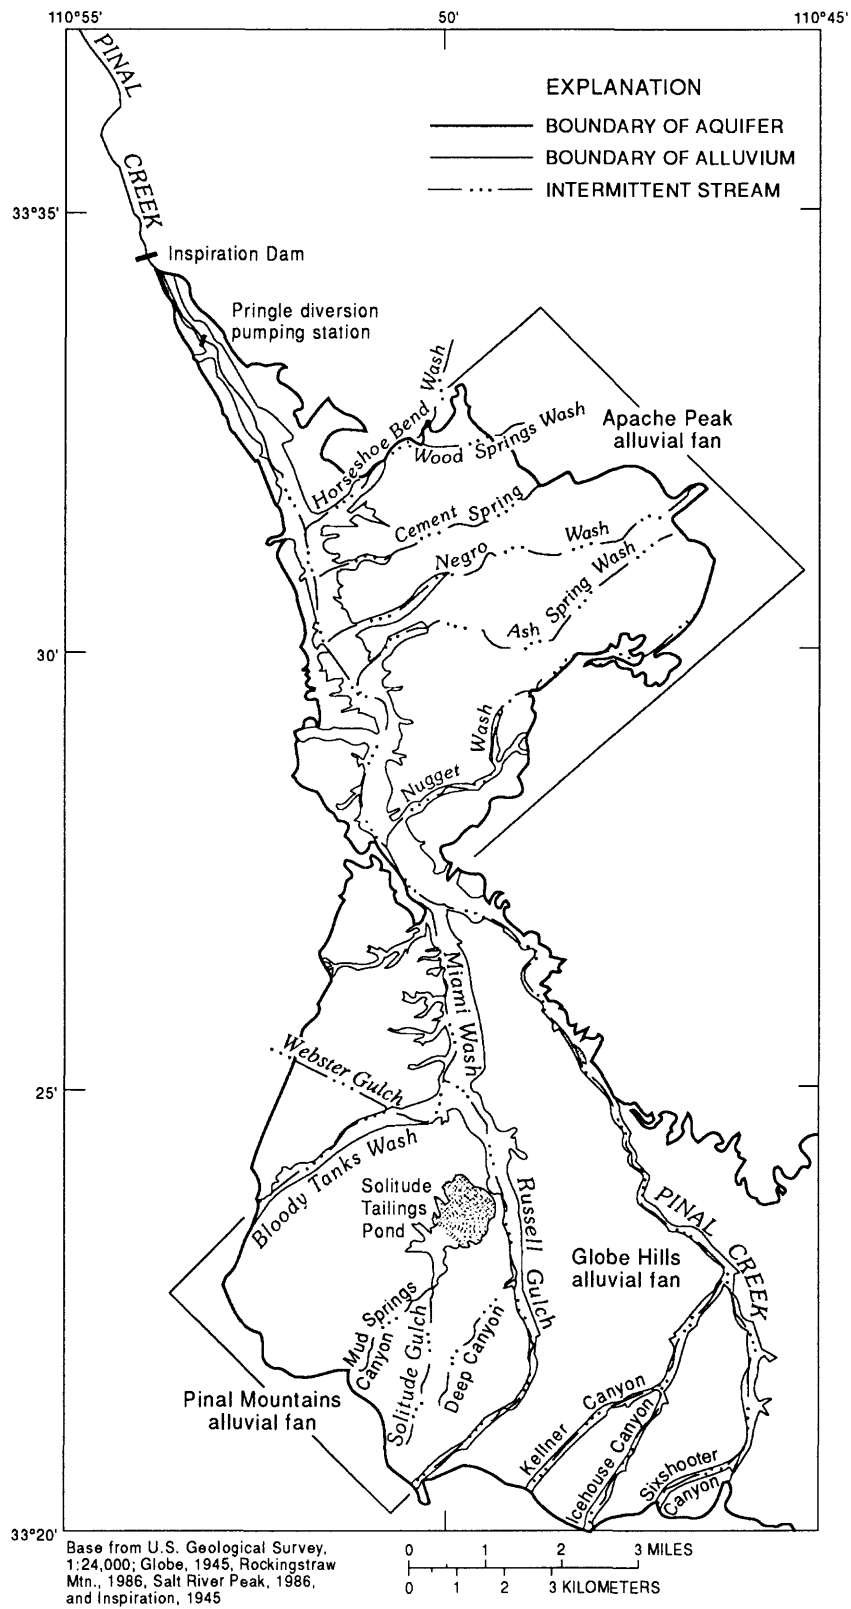 110°55'
50'
110°45'
PINAL
CREEK
EXPLANATION
BOUNDARY OF AQUIFER
BOUNDARY OF ALLUVIUM
INTERMITTENT STREAM
33°35'
Inspiration Dam
Pringle diversion
pumping station
Horseshoe Bend Wash
Wood Springs Wash
Apache Peak
alluvial fan
Cement Spring
Negro Wash
Ash Spring Wash
30'
Nugget Wash
Miami Wash
Webster Gulch
25'
Bloody Tanks Wash
Solitude
Tailings
Pond
Russell Gulch
PINAL CREEK
Globe Hills
alluvial fan
Mud Springs
Canyon
Solitude Gulch
Deep Canyon
Pinal Mountains
alluvial fan
Kellner Canyon
Icehouse Canyon
Sixshooter
Canyon
33°20'
Base from U.S. Geological Survey,
1:24,000; Globe, 1945, Rockingstraw
Mtn., 1986, Salt River Peak, 1986,
and Inspiration, 1945
0 1 2 3 MILES
0 1 2 3 KILOMETERS